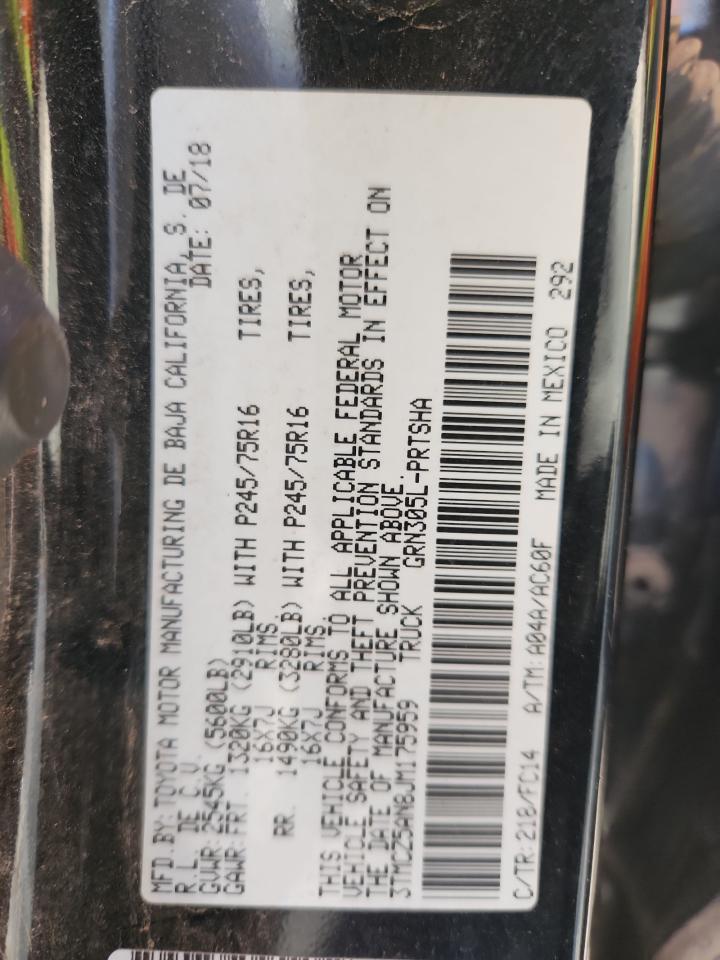 MFD.BY: TOYOTA MOTOR MANUFACTURING DE BAJA CALIFORNIA, S. DE
R.L. DE C.V. DATE: 07/18
GVWR: 2545KG (5600LB)
GAWR: FRT. 1320KG (2910LB) WITH P245/75R16 TIRES,
16X7J RIMS.
RR. 1490KG (3280LB) WITH P245/75R16 TIRES,
16X7J RIMS.
THIS VEHICLE CONFORMS TO ALL APPLICABLE FEDERAL MOTOR
VEHICLE SAFETY AND THEFT PREVENTION STANDARDS IN EFFECT ON
THE DATE OF MANUFACTURE SHOWN ABOVE.
3TMCZ5AN8JM175959 TRUCK GRN305L-PRTSHA
C/TR: 218/FC14 A/TM: A04A/AC60F MADE IN MEXICO 292